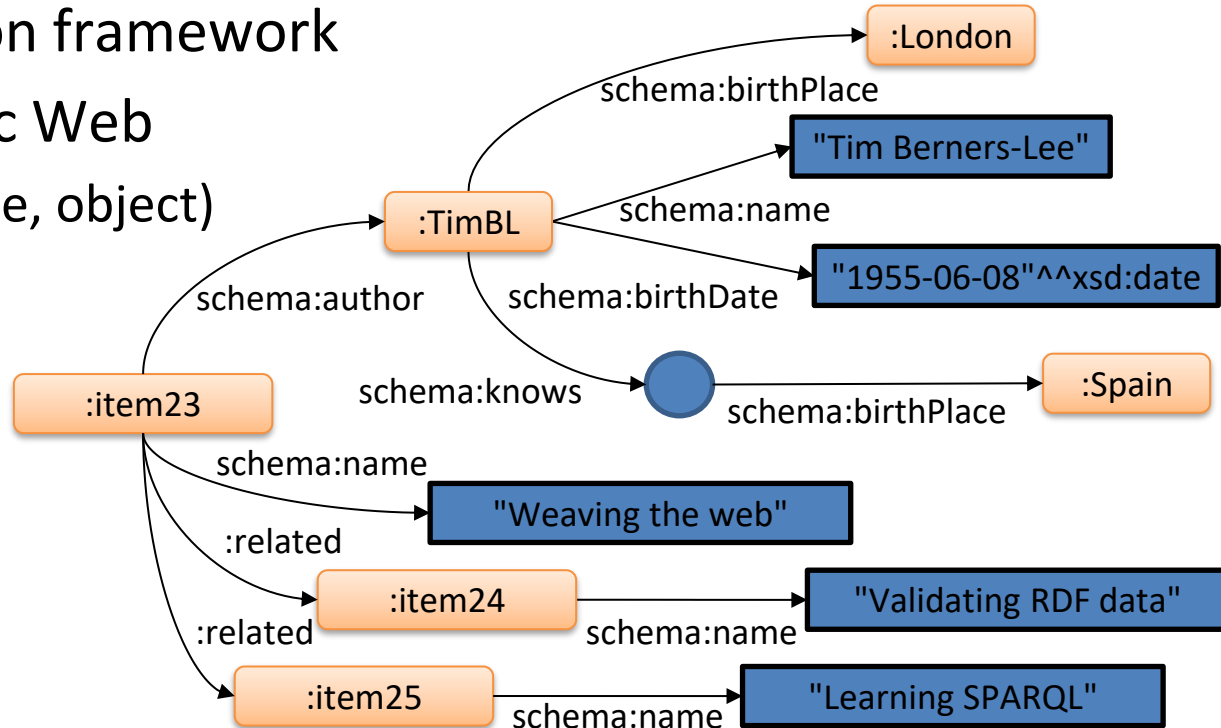 on framework
c Web
e, object)
:London
schema:birthPlace
"Tim Berners-Lee"
:TimBL
schema:name
"1955-06-08"^^xsd:date
schema:author
schema:birthDate
:item23
schema:knows
:Spain
schema:birthPlace
schema:name
"Weaving the web"
:related
:item24
"Validating RDF data"
:related
schema:name
:item25
"Learning SPARQL"
schema:name